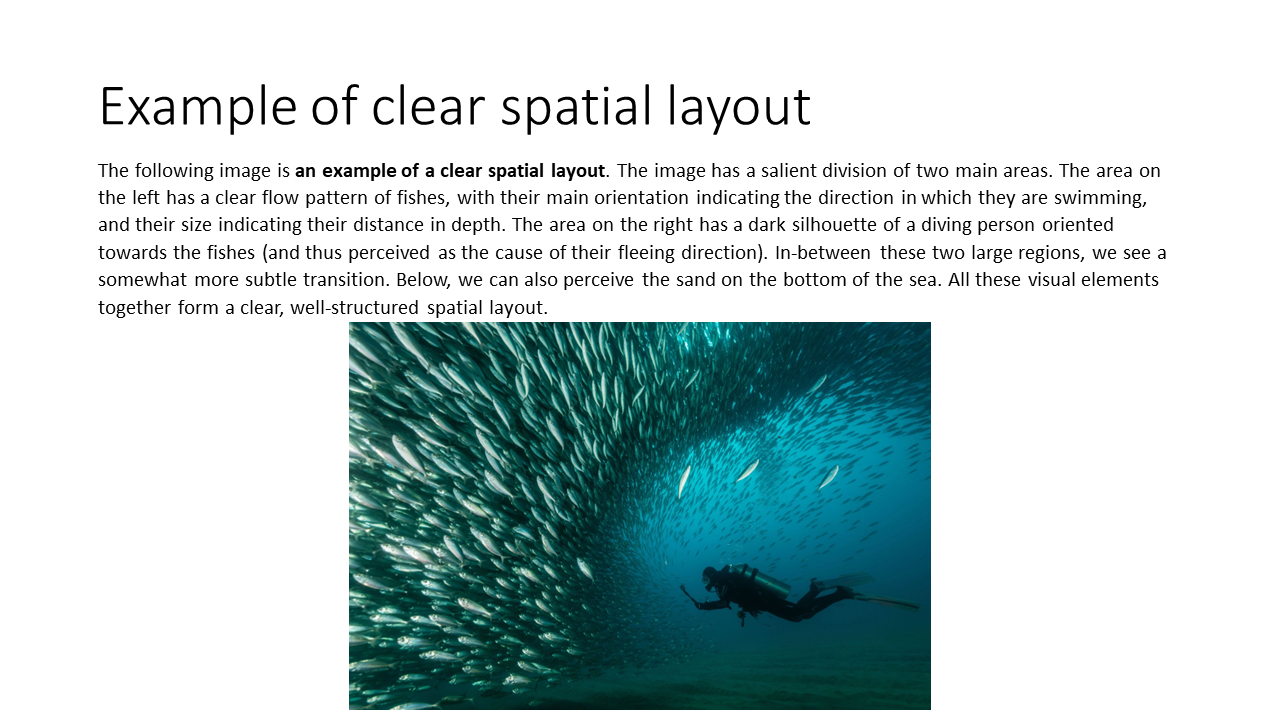 Example of clear spatial layout
The following image is an example of a clear spatial layout. The image has a salient division of two main areas. The area on
the left has a clear flow pattern of fishes, with their main orientation indicating the direction in which they are swimming,
and their size indicating their distance in depth. The area on the right has a dark silhouette of a diving person oriented
towards the fishes (and thus perceived as the cause of their fleeing direction). In-between these two large regions, we see a
somewhat more subtle transition. Below, we can also perceive the sand on the bottom of the sea. All these visual elements
together form a clear, well-structured spatial layout.